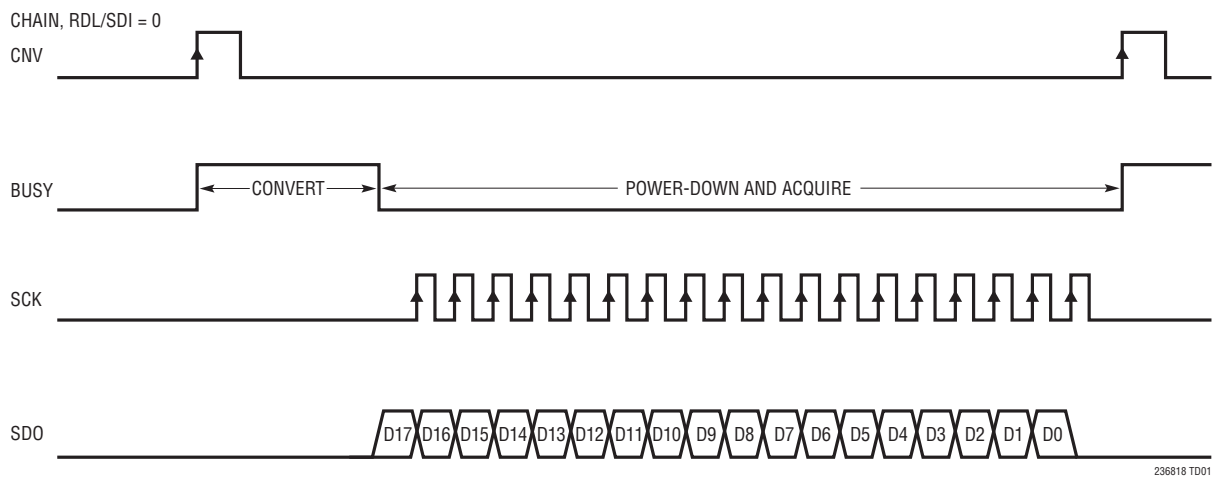 CHAIN, RDL/SDI = 0
CNV
BUSY
CONVERT
POWER-DOWN AND ACQUIRE
SCK
SDO
D17 D16 D15 D14 D13 D12 D11 D10 D9 D8 D7 D6 D5 D4 D3 D2 D1 D0
236818 TD01